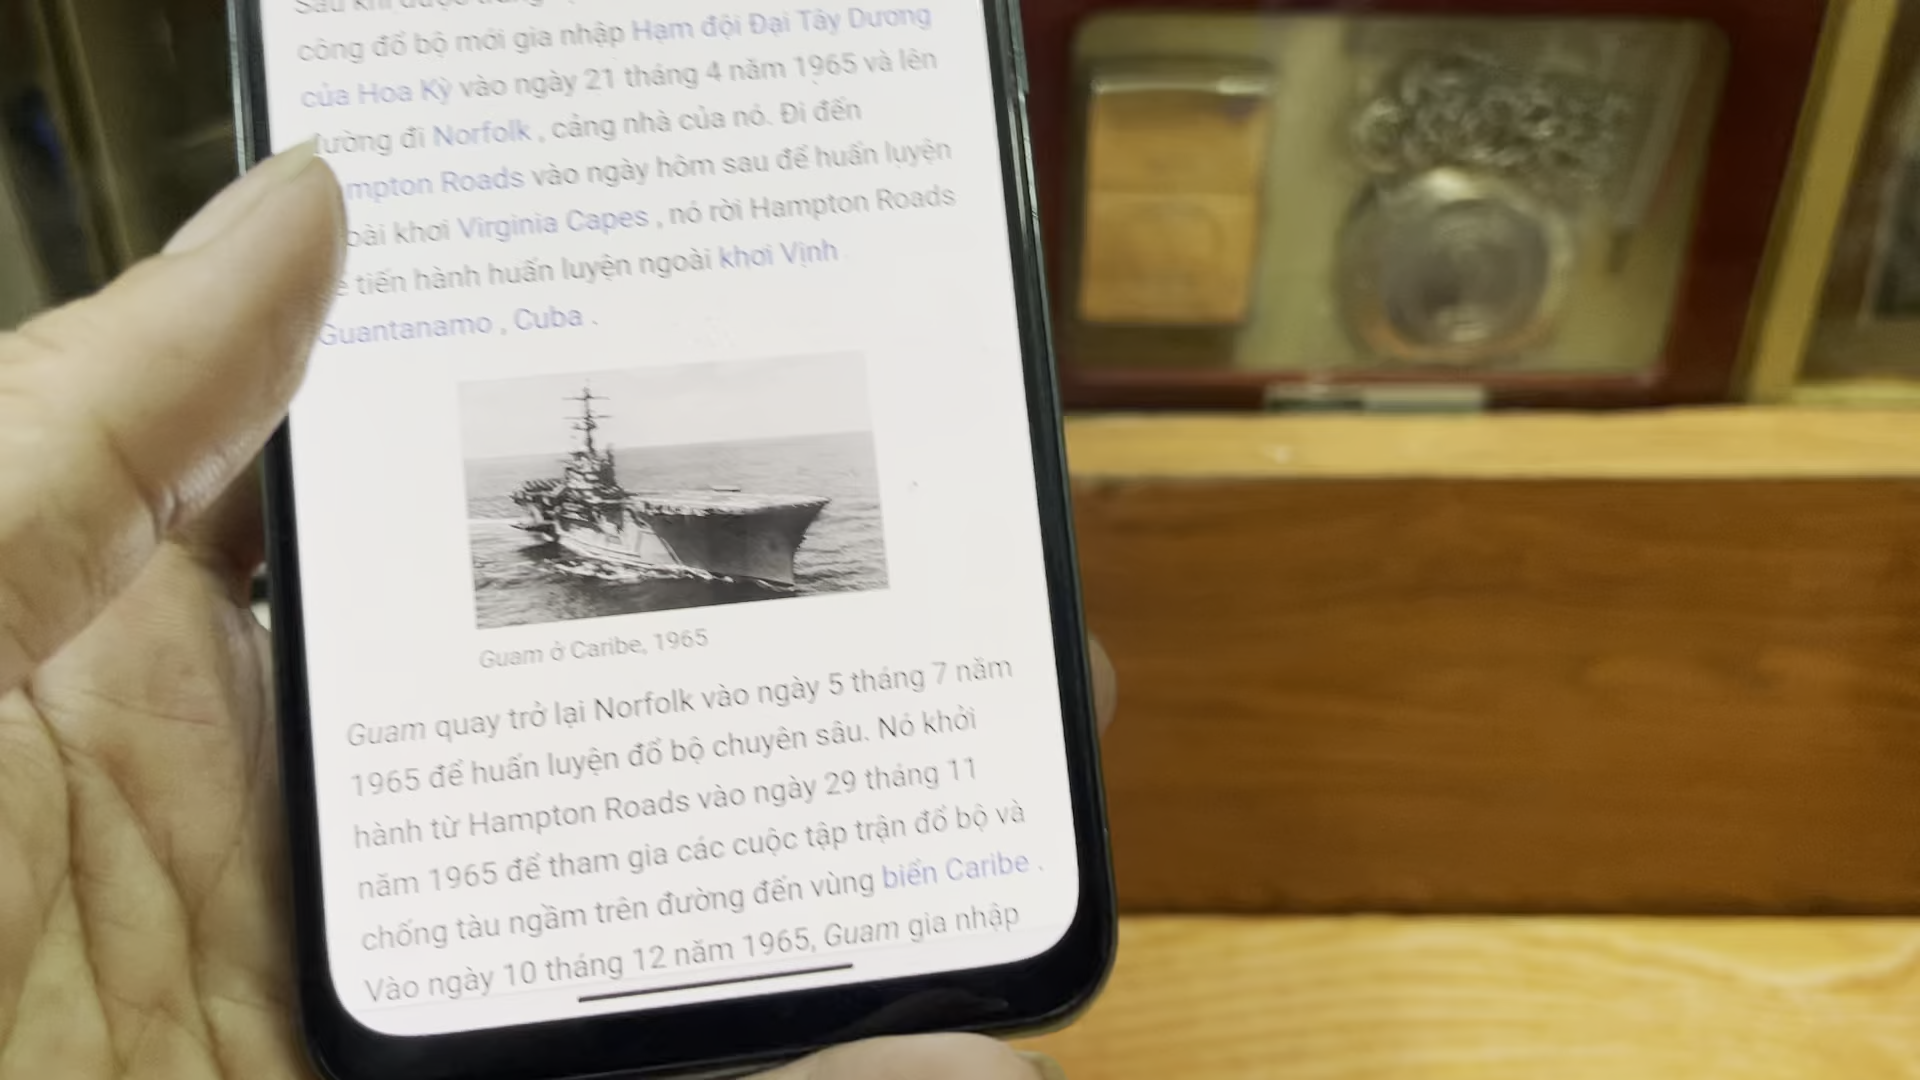 Sau khi được trang
công đổ bộ mới gia nhập Hạm đội Đại Tây Dương
của Hoa Kỳ vào ngày 21 tháng 4 năm 1965 và lên
đường đi Norfolk , cảng nhà của nó. Đi đến
mpton Roads vào ngày hôm sau để huấn luyện
oài khơi Virginia Capes , nó rời Hampton Roads
tiến hành huấn luyện ngoài khơi Vịnh
Guantanamo , Cuba .
Guam ở Caribe, 1965
Guam quay trở lại Norfolk vào ngày 5 tháng 7 năm
1965 để huấn luyện đổ bộ chuyên sâu. Nó khởi
hành từ Hampton Roads vào ngày 29 tháng 11
năm 1965 để tham gia các cuộc tập trận đổ bộ và
chống tàu ngầm trên đường đến vùng biển Caribe .
Vào ngày 10 tháng 12 năm 1965, Guam gia nhập